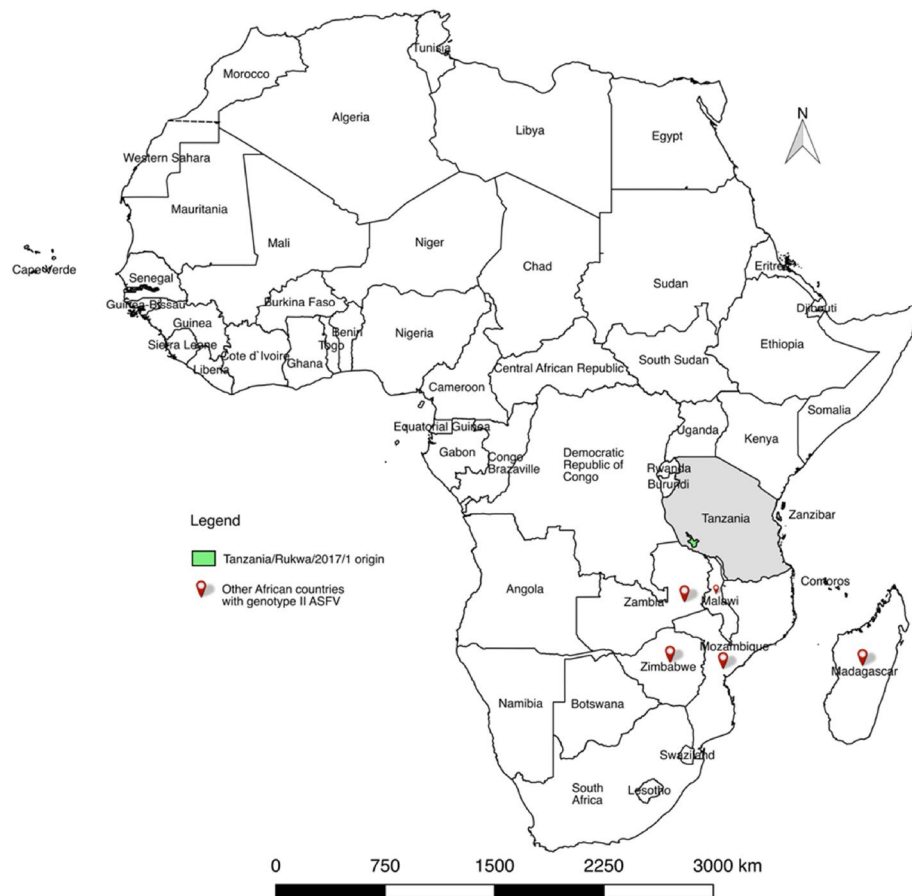 Tunisia
Morocco
N
Algeria
Libya
Egypt
Western Sahara
Mauritania
Mali
Niger
Chad
Cape Verde
Senegal
Eritrea
Sudan
Burkina Faso
Guinea-Bissau
Djibouti
Guinea
Benin
Nigeria
Sierra Leone
Togo
Ethiopia
Cote d`Ivoire
Ghana
South Sudan
Liberia
Central African Republic
Cameroon
Somalia
Equatorial Guinea
Uganda
Kenya
Gabon
Congo
Brazaville
Democratic
Republic of
Congo
Rwanda
Burundi
Tanzania
Zanzibar
Legend
Tanzania/Rukwa/2017/1 origin
Other African countries
with genotype II ASFV
Comoros
Angola
Zambia
Malawi
Mozambique
Zimbabwe
Madagascar
Namibia
Botswana
Swaziland
South
Africa
Lesotho
0 750 1500 2250 3000 km